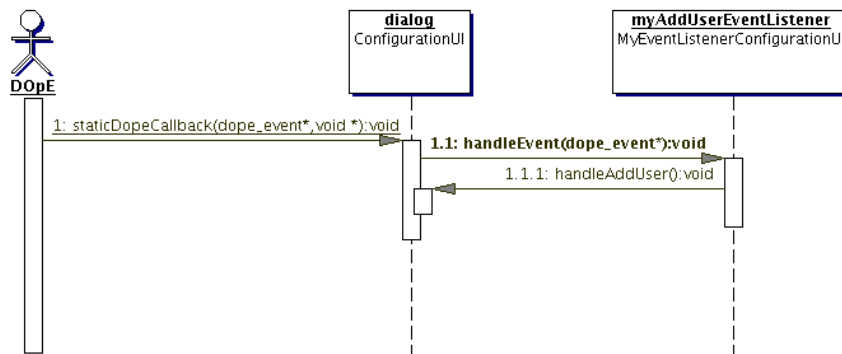 dialog
ConfigurationUI
myAddUserEventListener
MyEventListenerConfigurationU
DOpE
1: staticDopeCallback(dope_event*,void *):void
1.1: handleEvent(dope_event*):void
1.1.1: handleAddUser():void